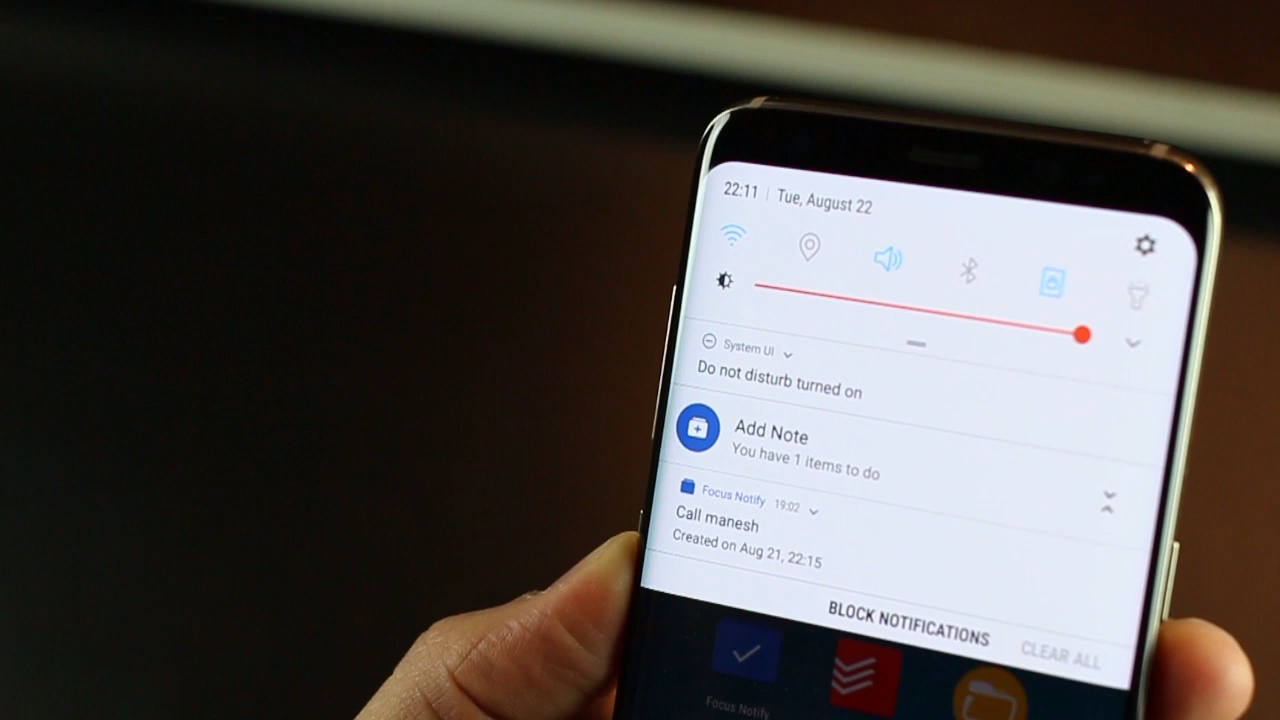 22:11 | Tue, August 22
System UI
Do not disturb turned on
Add Note
You have 1 items to do
Focus Notify 19:02
Call manesh
Created on Aug 21, 22:15
BLOCK NOTIFICATIONS CLEAR ALL
Focus Notify